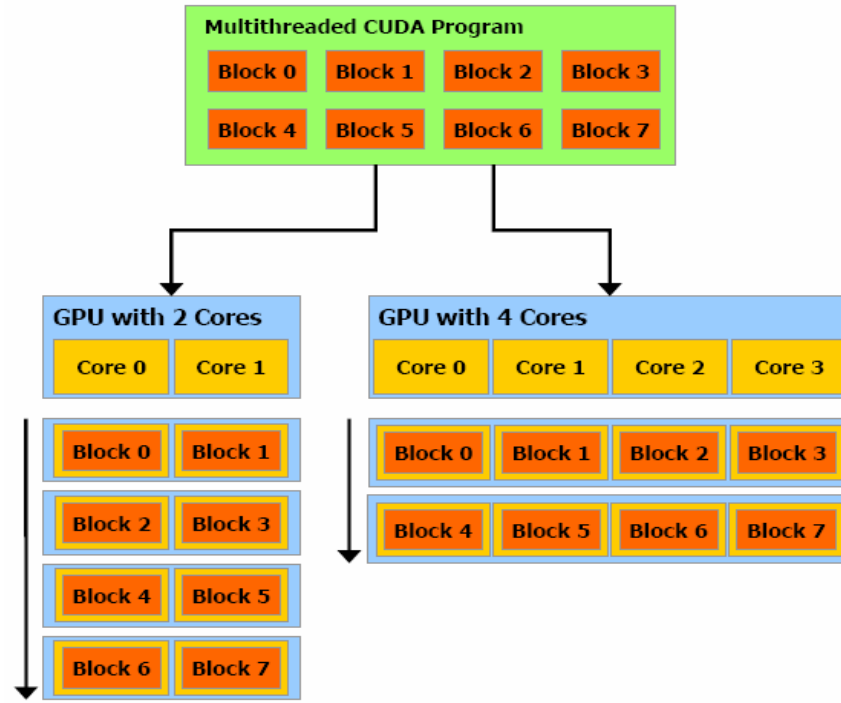 Multithreaded CUDA Program
Block 0 Block 1 Block 2 Block 3
Block 4 Block 5 Block 6 Block 7
GPU with 2 Cores
Core 0 Core 1
Block 0 Block 1
Block 2 Block 3
Block 4 Block 5
Block 6 Block 7
GPU with 4 Cores
Core 0 Core 1 Core 2 Core 3
Block 0 Block 1 Block 2 Block 3
Block 4 Block 5 Block 6 Block 7